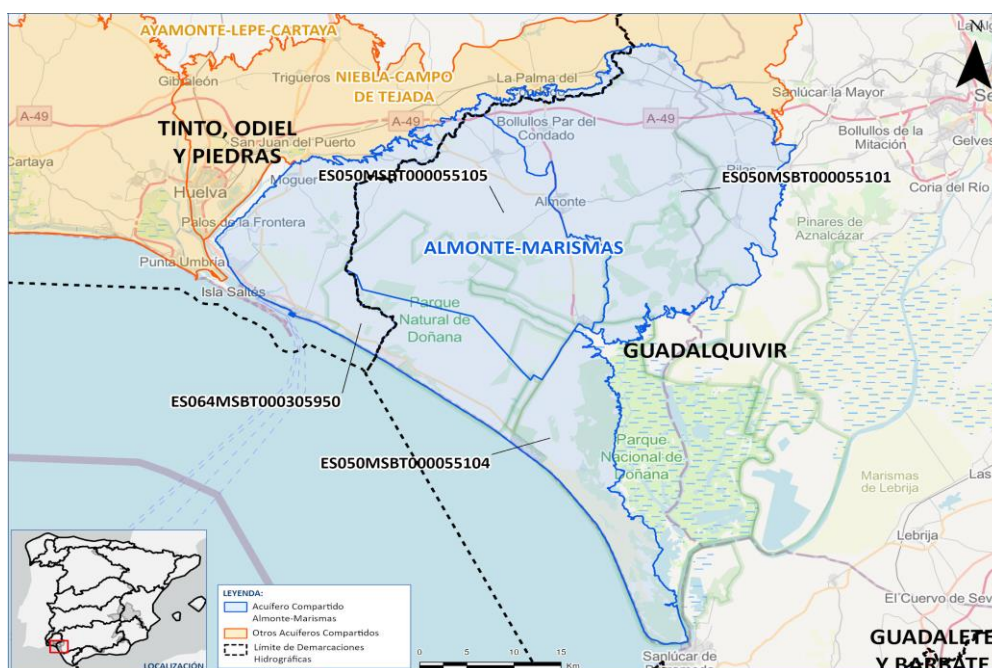 AYAMONTE-LEPE-CARTAYA
Gibraleón
Trigueros
NIEBLA-CAMPO
DE TEJADA
La Palma del
Sanlúcar la Mayor
N
A-49
A-49
A-49
TINTO, ODIEL
Y PIEDRAS
San Juan del Puerto
Bollullos Par del
Condado
Bollullos de la
Mitación
Gelves
Cartaya
Huelva
Moguer
ES050MSBT000055105
Pilas
ES050MSBT000055101
Coria del Río
Palos de la Frontera
Almonte
Pinares de
Aznalcázar
ALMONTE-MARISMAS
Punta Umbría
Isla Saltés
Parque
Natural de
Doñana
GUADALQUIVIR
ES064MSBT000305950
ES050MSBT000055104
Parque
Nacional de
Doñana
Marismas
de Lebrija
Las
Lebrija
El Cuervo de Sev
GUADALETE
Y BARBATE
Sanlúcar de
LEYENDA:
Acuífero Compartido
Almonte-Marismas
Otros Acuíferos Compartidos
Límite de Demarcaciones
Hidrográficas
0 5 10 15
Km
LOCALIZACIÓN